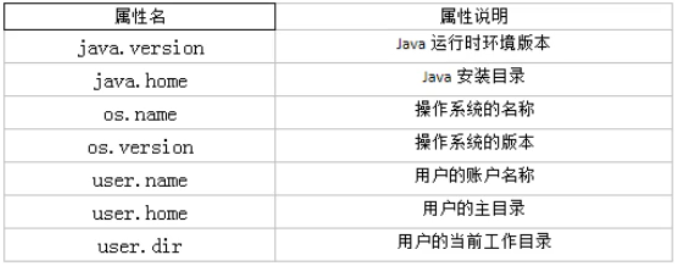 属性名 属性说明
java.version Java 运行时环境版本
java.home Java 安装目录
os.name 操作系统的名称
os.version 操作系统的版本
user.name 用户的账户名称
user.home 用户的主目录
user.dir 用户的当前工作目录